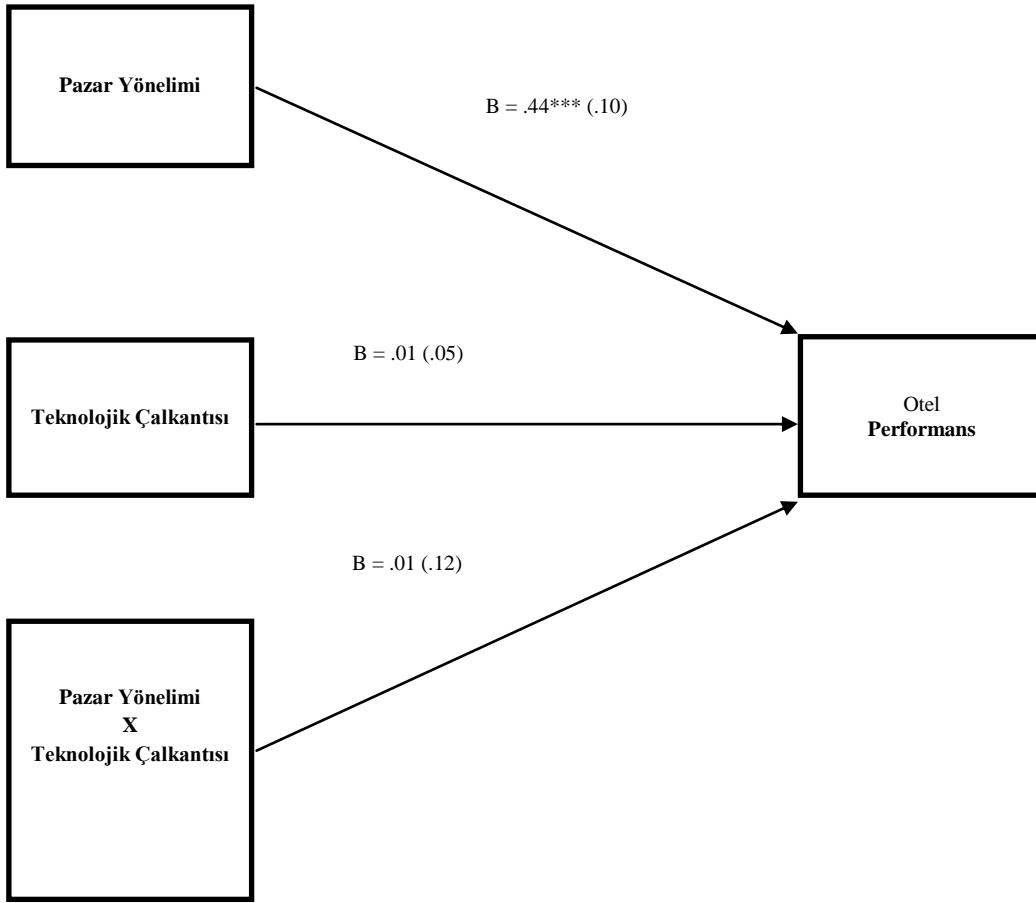 Pazar Yönelimi
B = .44*** (.10)
B = .01 (.05)
Teknolojik Çalkantısı
Otel
Performans
B = .01 (.12)
Pazar Yönelimi
X
Teknolojik Çalkantısı